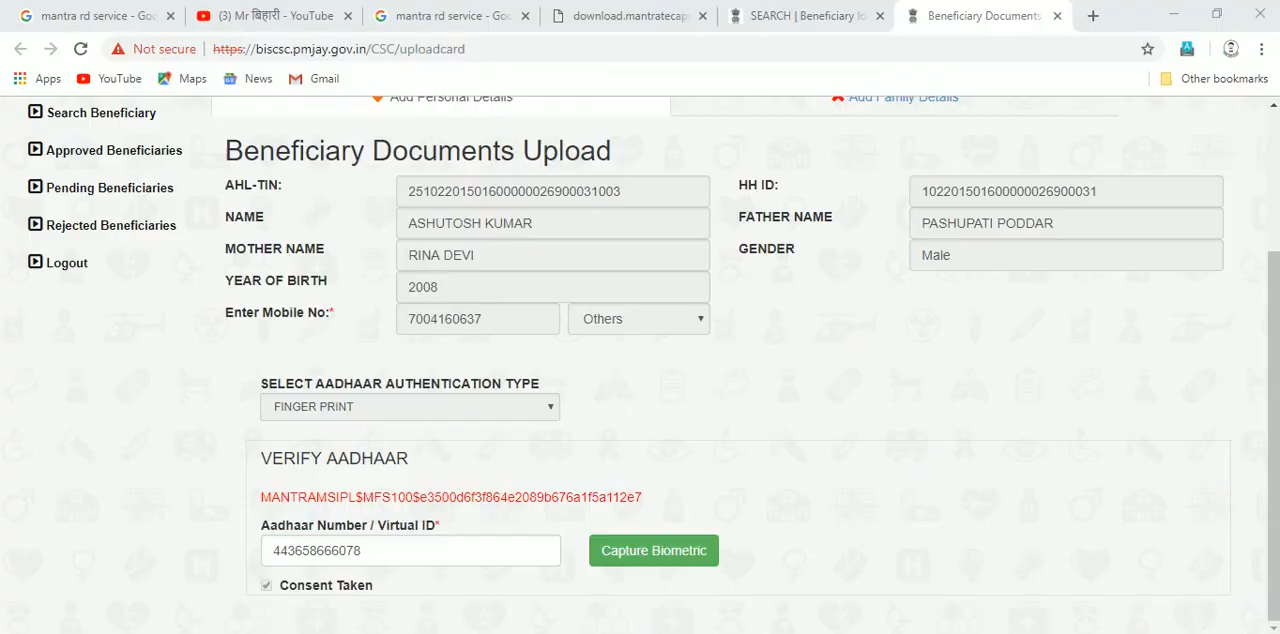 mantra rd service - Goo
(3) Mr बिहारी - YouTube
mantra rd service - Goo
download.mantratecap
SEARCH | Beneficiary Id
Beneficiary Documents
Not secure
https://biscsc.pmjay.gov.in/CSC/uploadcard
Apps
YouTube
Maps
News
Gmail
Other bookmarks
Add Personal Details
Add Family Details
Search Beneficiary
Approved Beneficiaries
Pending Beneficiaries
Rejected Beneficiaries
Logout
Beneficiary Documents Upload
AHL-TIN: 25102201501600000026900031003 HH ID: 102201501600000026900031
NAME ASHUTOSH KUMAR FATHER NAME PASHUPATI PODDAR
MOTHER NAME RINA DEVI GENDER Male
YEAR OF BIRTH 2008
Enter Mobile No:* 7004160637 Others
SELECT AADHAAR AUTHENTICATION TYPE
FINGER PRINT
VERIFY AADHAAR
MANTRAMSIPL$MFS100$e3500d6f3f864e2089b676a1f5a112e7
Aadhaar Number / Virtual ID*
443658666078 Capture Biometric
Consent Taken